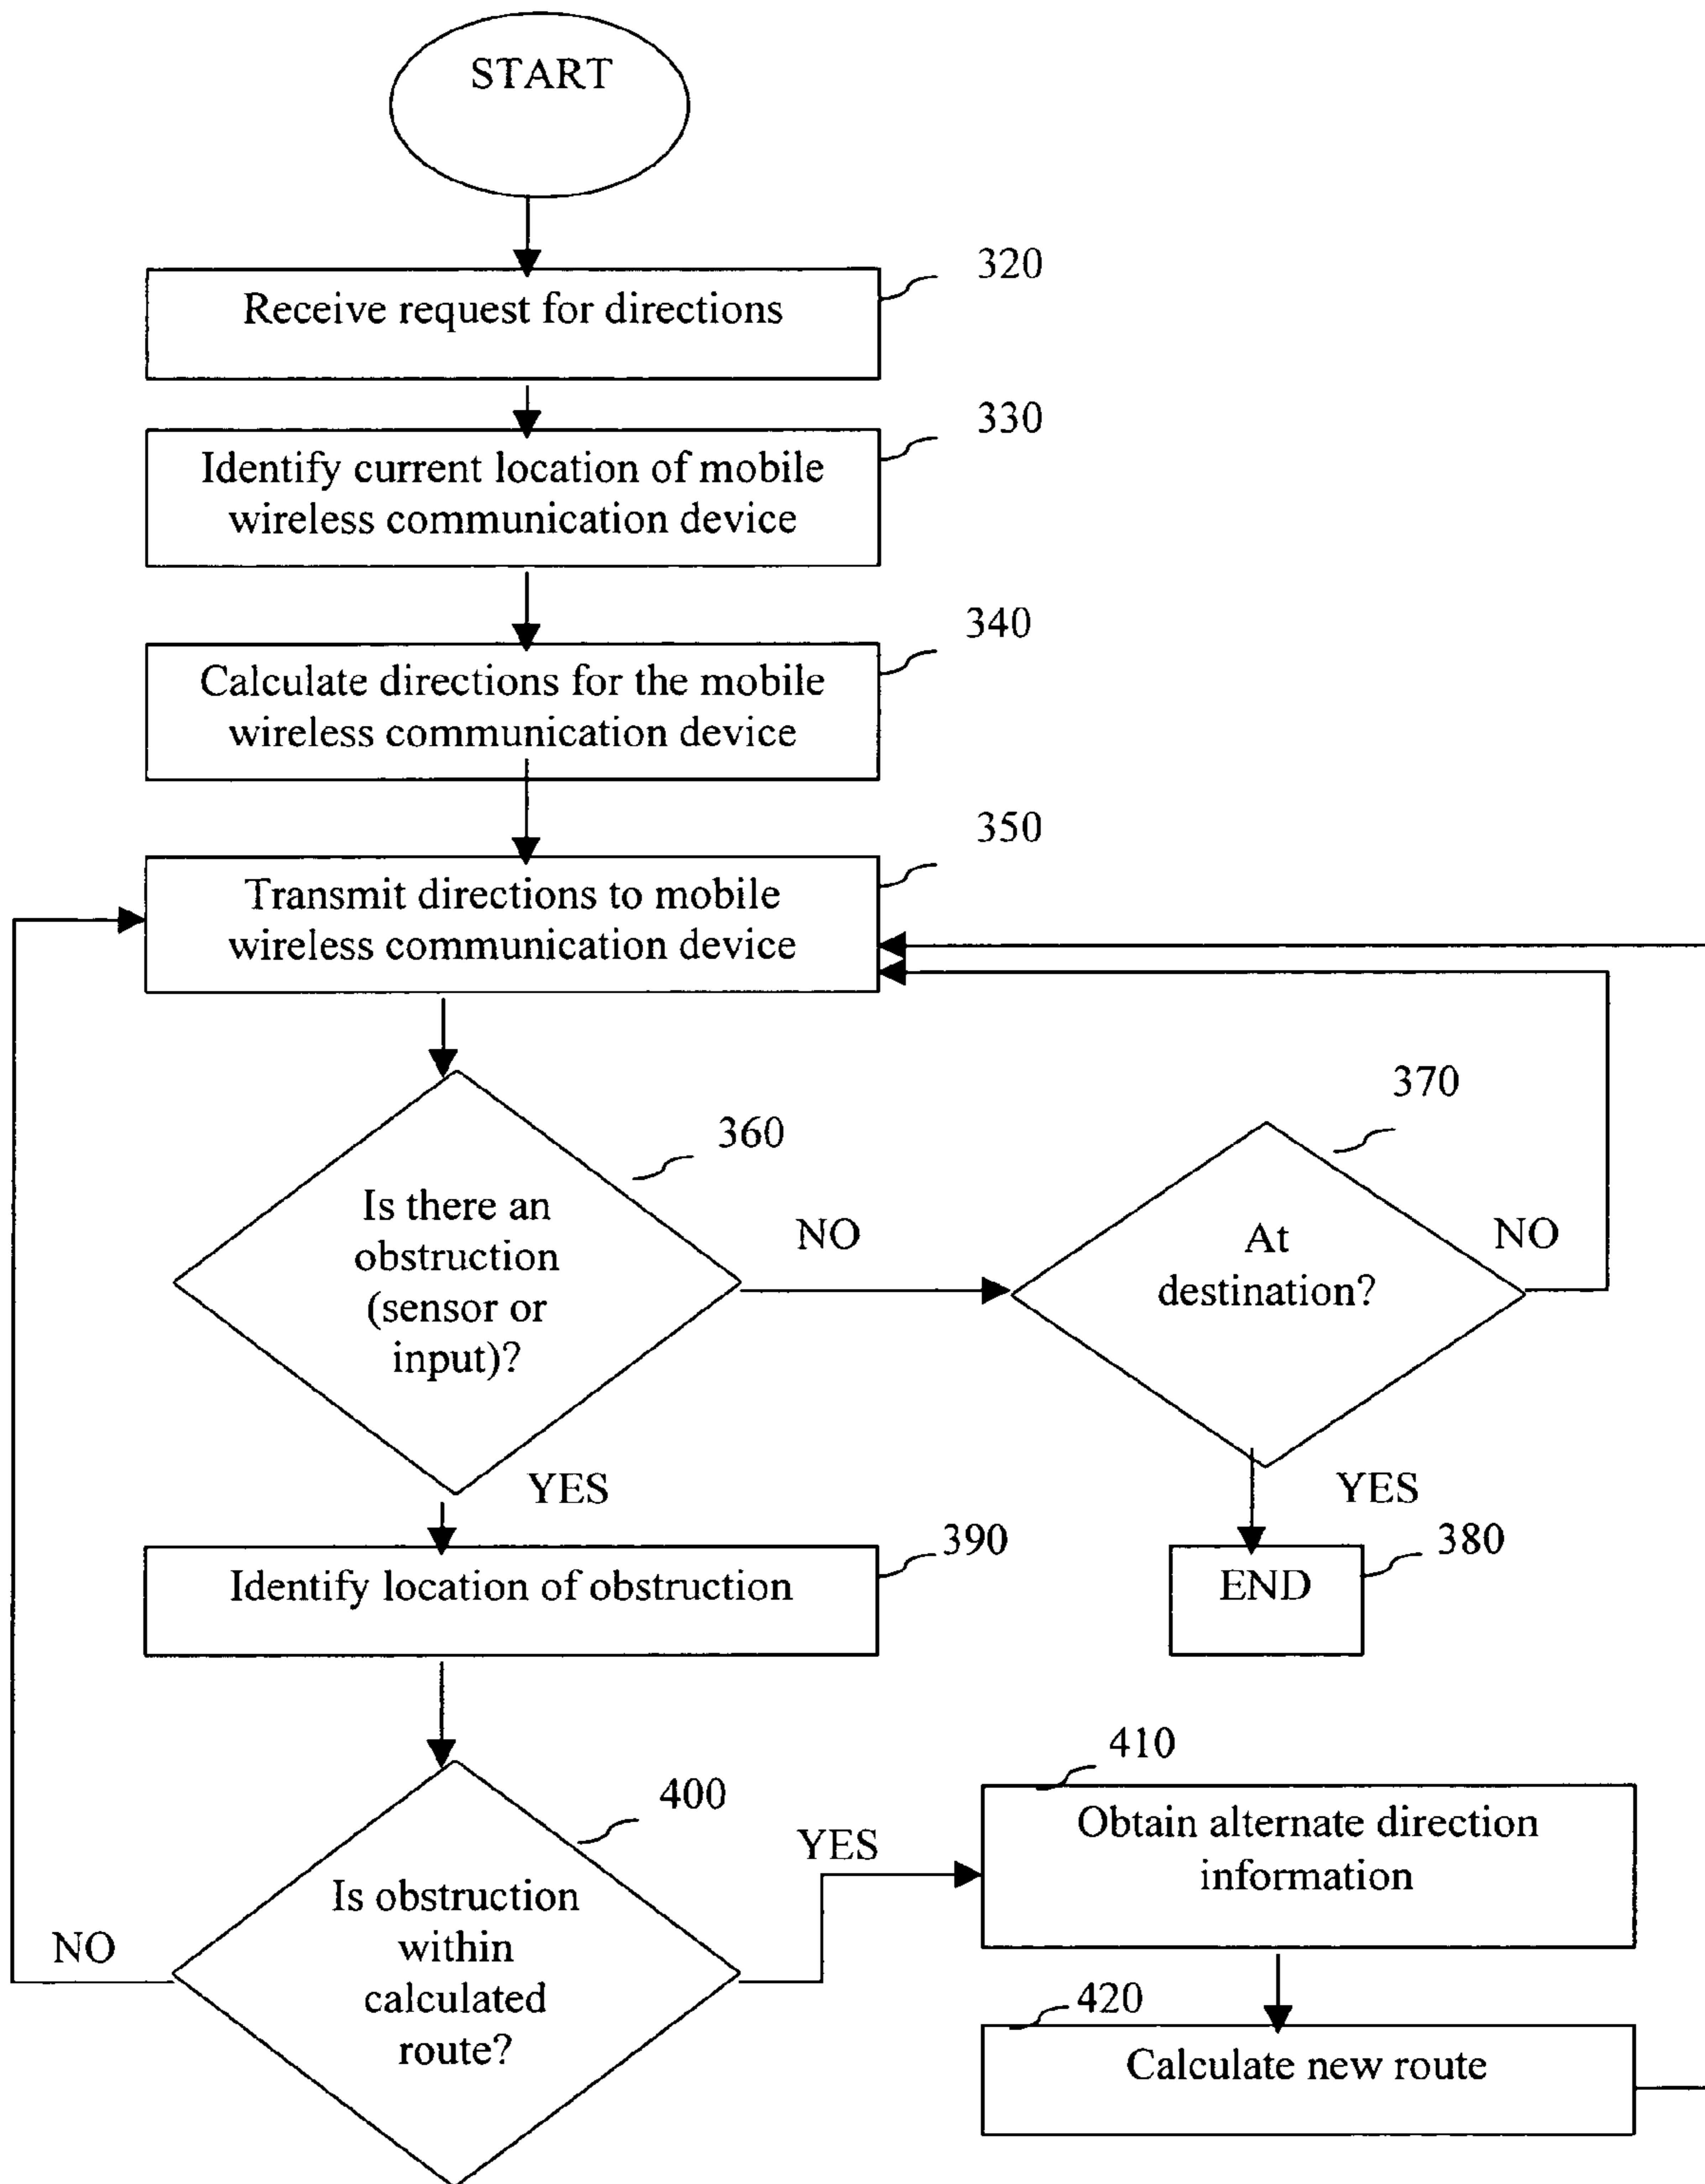 START
320
Receive request for directions
330
Identify current location of mobile
wireless communication device
340
Calculate directions for the mobile
wireless communication device
350
Transmit directions to mobile
wireless communication device
360
Is there an
obstruction
(sensor or
input)?
NO
370
At
destination?
NO
YES
YES
390
Identify location of obstruction
380
END
400
Is obstruction
within
calculated
route?
NO
YES
410
Obtain alternate direction
information
420
Calculate new route